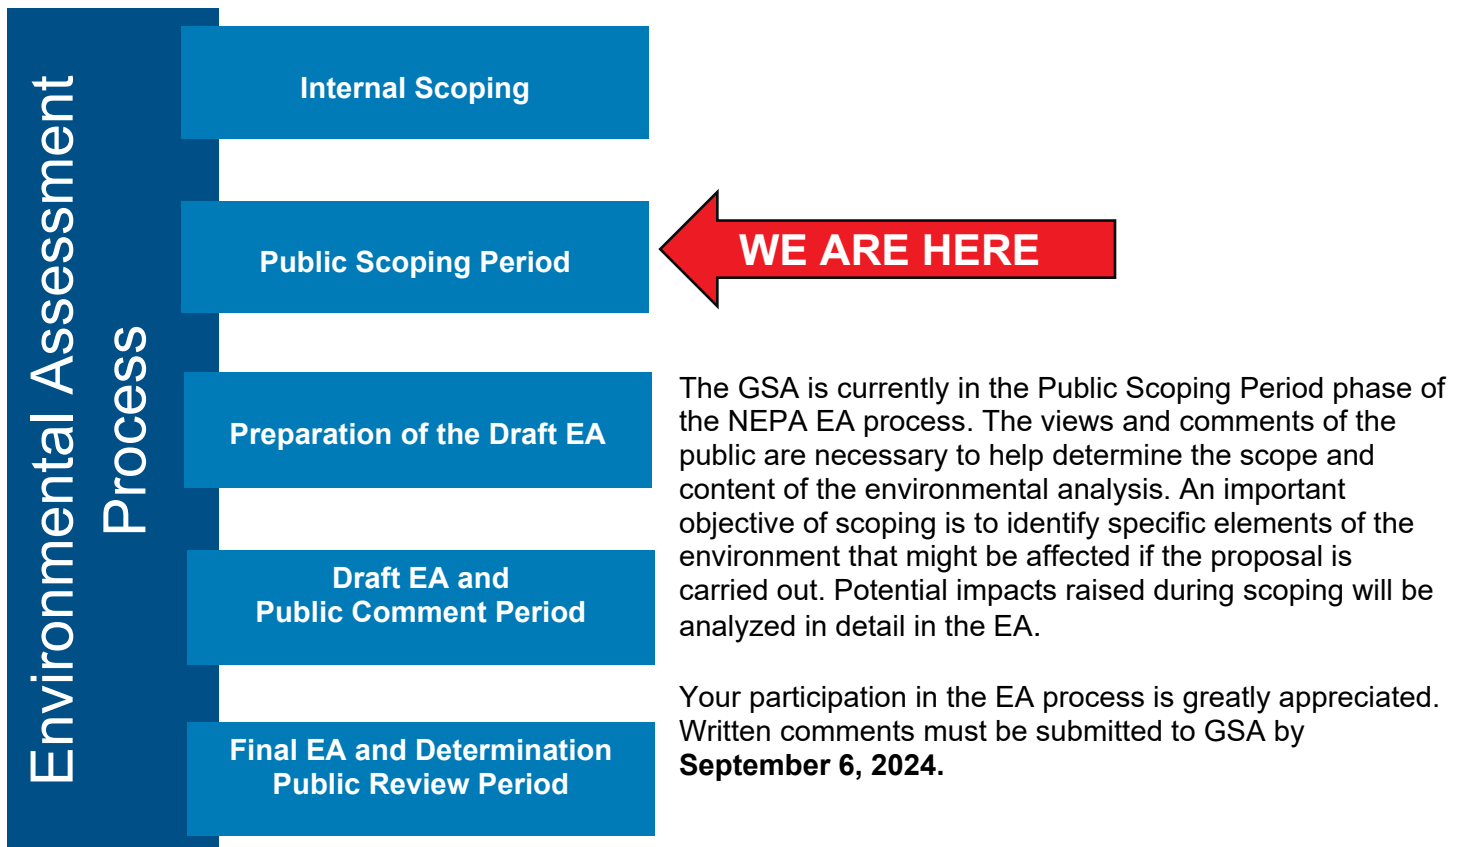 Environmental Assessment
Process
Internal Scoping
Public Scoping Period
WE ARE HERE
Preparation of the Draft EA
Draft EA and
Public Comment Period
Final EA and Determination
Public Review Period
The GSA is currently in the Public Scoping Period phase of
the NEPA EA process. The views and comments of the
public are necessary to help determine the scope and
content of the environmental analysis. An important
objective of scoping is to identify specific elements of the
environment that might be affected if the proposal is
carried out. Potential impacts raised during scoping will be
analyzed in detail in the EA.
Your participation in the EA process is greatly appreciated.
Written comments must be submitted to GSA by
September 6, 2024.